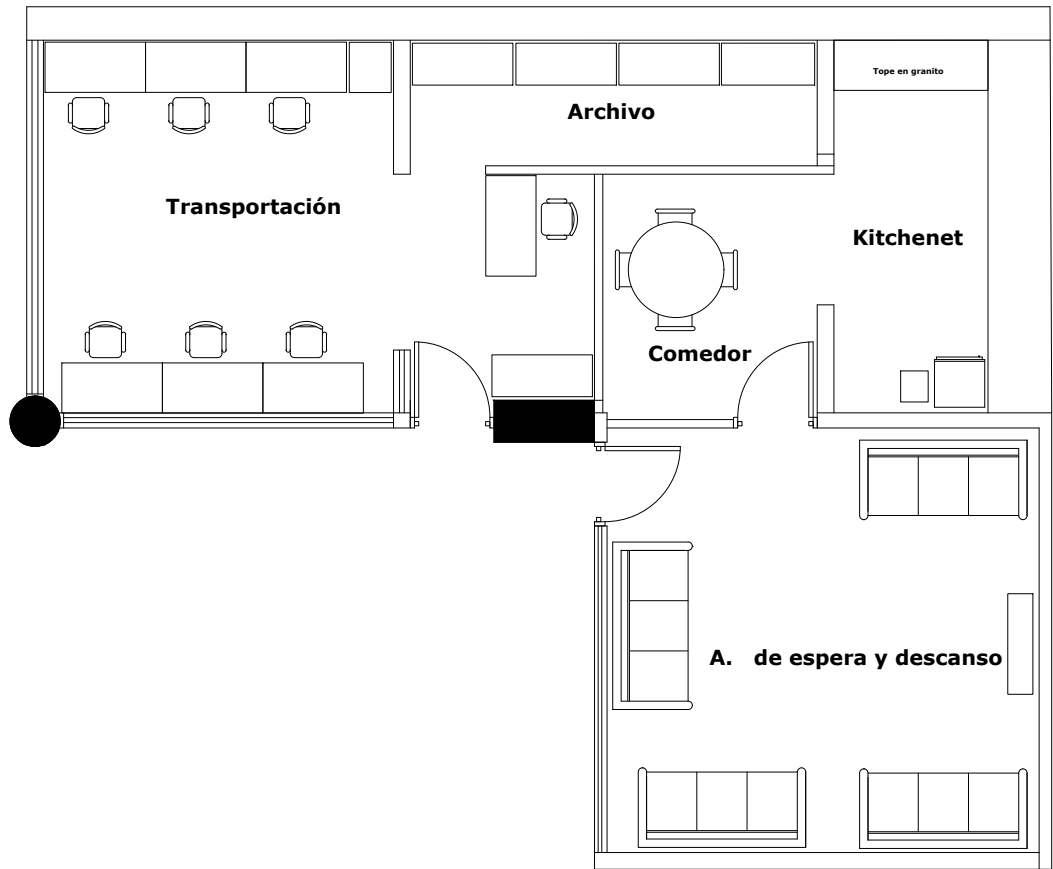 Tope en granito
Archivo
Transportación
Kitchenet
Comedor
A. de espera y descanso